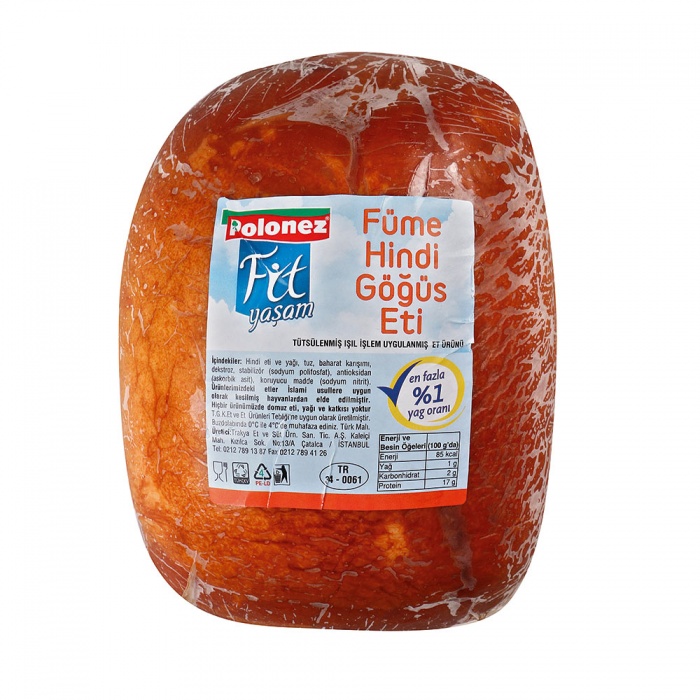 Polonez
Fit
yaşam
Füme
Hindi
Göğüs
Eti
TÜTSÜLENMİŞ IŞIL İŞLEM UYGULANMIŞ ET ÜRÜNÜ
İçindekiler: Hindi eti ve yağı, tuz, baharat karışımı,
dekstroz, stabilizör (sodyum polifosfat), antioksidan
(askorbik asit), koruyucu madde (sodyum nitrit).
Ürünlerimizdeki etler İslami usullere uygun
olarak kesilmiş hayvanlardan elde edilmiştir.
Hiçbir ürünümüzde domuz eti, yağı ve katkısı yoktur
T.G.K.Et ve Et Ürünleri Tebliği'ne uygun olarak üretilmiştir.
Buzdolabında 0°C ile 4°C'de muhafaza ediniz. Türk Malı.
Üretici:Trakya Et ve Süt Ürn. San. Tic. A.Ş. Kaleiçi
Mah. Kızılca Sok. No:13/A Çatalca / İSTANBUL
Tel: 0212 789 13 87 Fax 0212 789 41 26
en fazla
%1
yağ oranı
Enerji ve
Besin Öğeleri (100 g'da)
Enerji 85 kcal
Yağ 1 g
Karbonhidrat 2 g
Protein 17 g
4
PE-LD
TR
34 - 0061